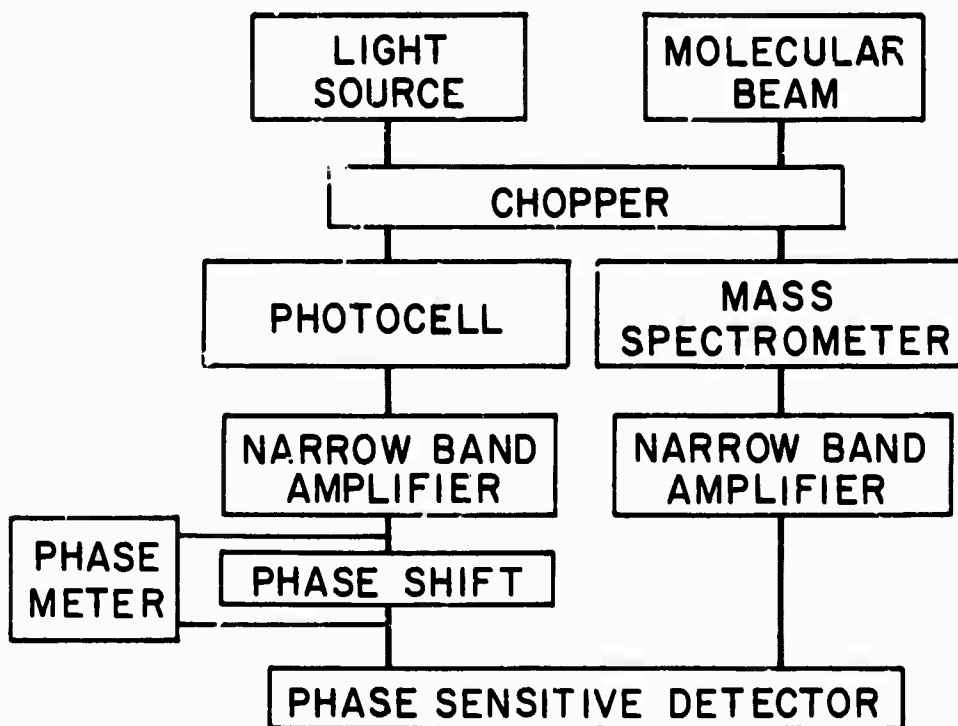 LIGHT
SOURCE
MOLECULAR
BEAM
CHOPPER
PHOTOCELL
MASS
SPECTROMETER
NARROW BAND
AMPLIFIER
NARROW BAND
AMPLIFIER
PHASE
METER
PHASE SHIFT
PHASE SENSITIVE DETECTOR